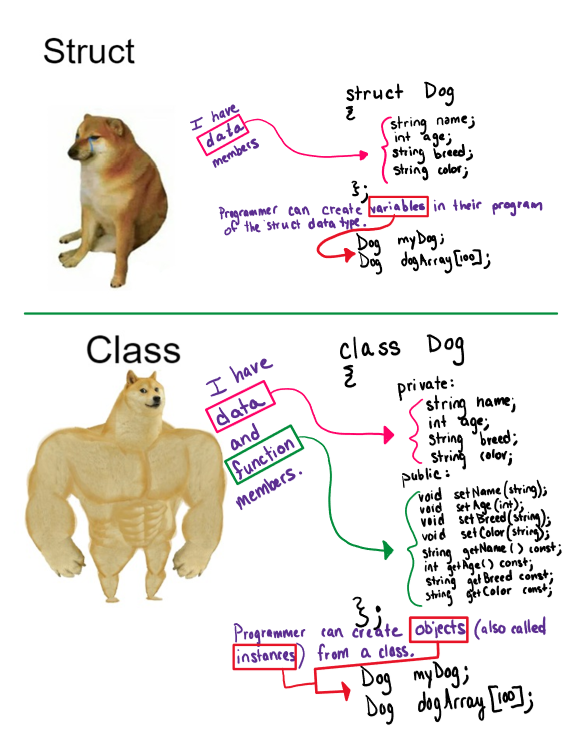 Struct
I have
data
members
struct Dog
{
string name;
int age;
string breed;
string color;
};
Programmer can create variables in their program
of the struct data type.
Dog myDog;
Dog dogArray[100];
Class
I have
data
and
function
members.
class Dog
{
private:
string name;
int age;
string breed;
string color;
public:
void setName(string);
void setAge(int);
void setBreed(string);
void setColor(string);
string getName() const;
int getAge() const;
string getBreed const;
string getColor const;
};
Programmer can create objects (also called
instances) from a class.
Dog myDog;
Dog dogArray[100];